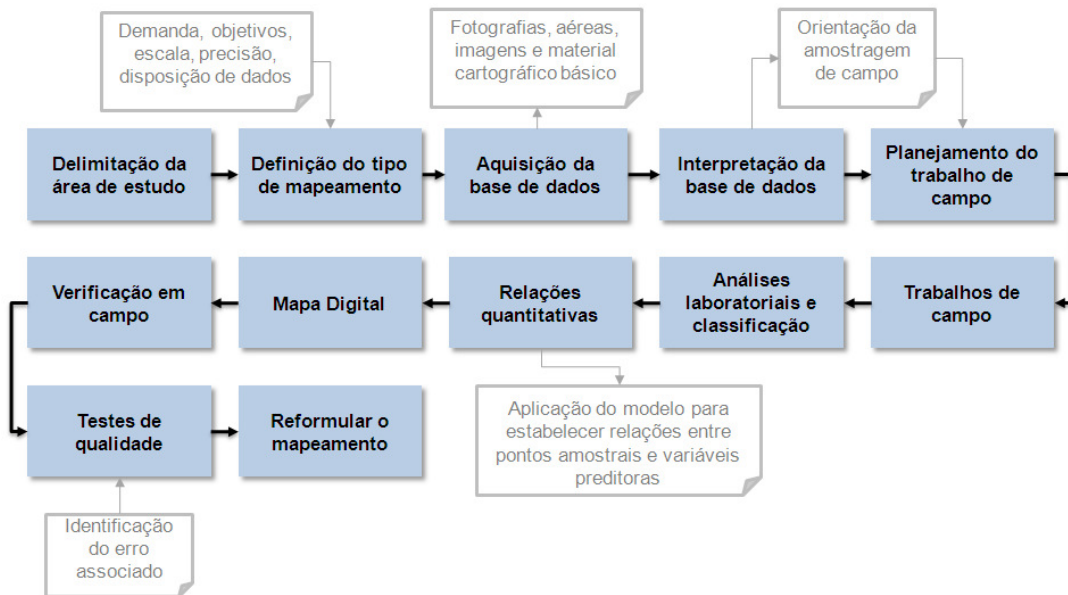 Demanda, objetivos,
escala, precisão,
disposição de dados
Fotografias, aéreas,
imagens e material
cartográfico básico
Orientação da
amostragem
de campo
Delimitação da
área de estudo
Definição do tipo
de mapeamento
Aquisição da
base de dados
Interpretação da
base de dados
Planejamento do
trabalho de
campo
Verificação em
campo
Mapa Digital
Relações
quantitativas
Análises
laboratoriais e
classificação
Trabalhos de
campo
Testes de
qualidade
Reformular o
mapeamento
Aplicação do modelo para
estabelecer relações entre
pontos amostrais e variáveis
preditoras
Identificação
do erro
associado